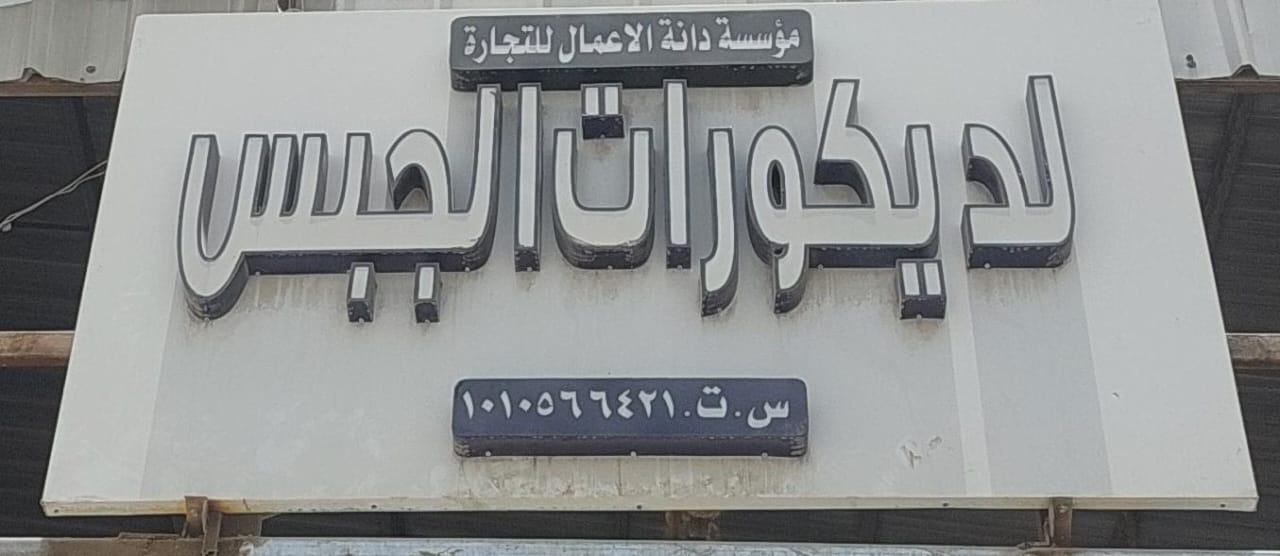 مؤسسة دانة الاعمال للتجارة
لديكورات الجبس
س.ت.١٠١٠٥٦٦٤٢١